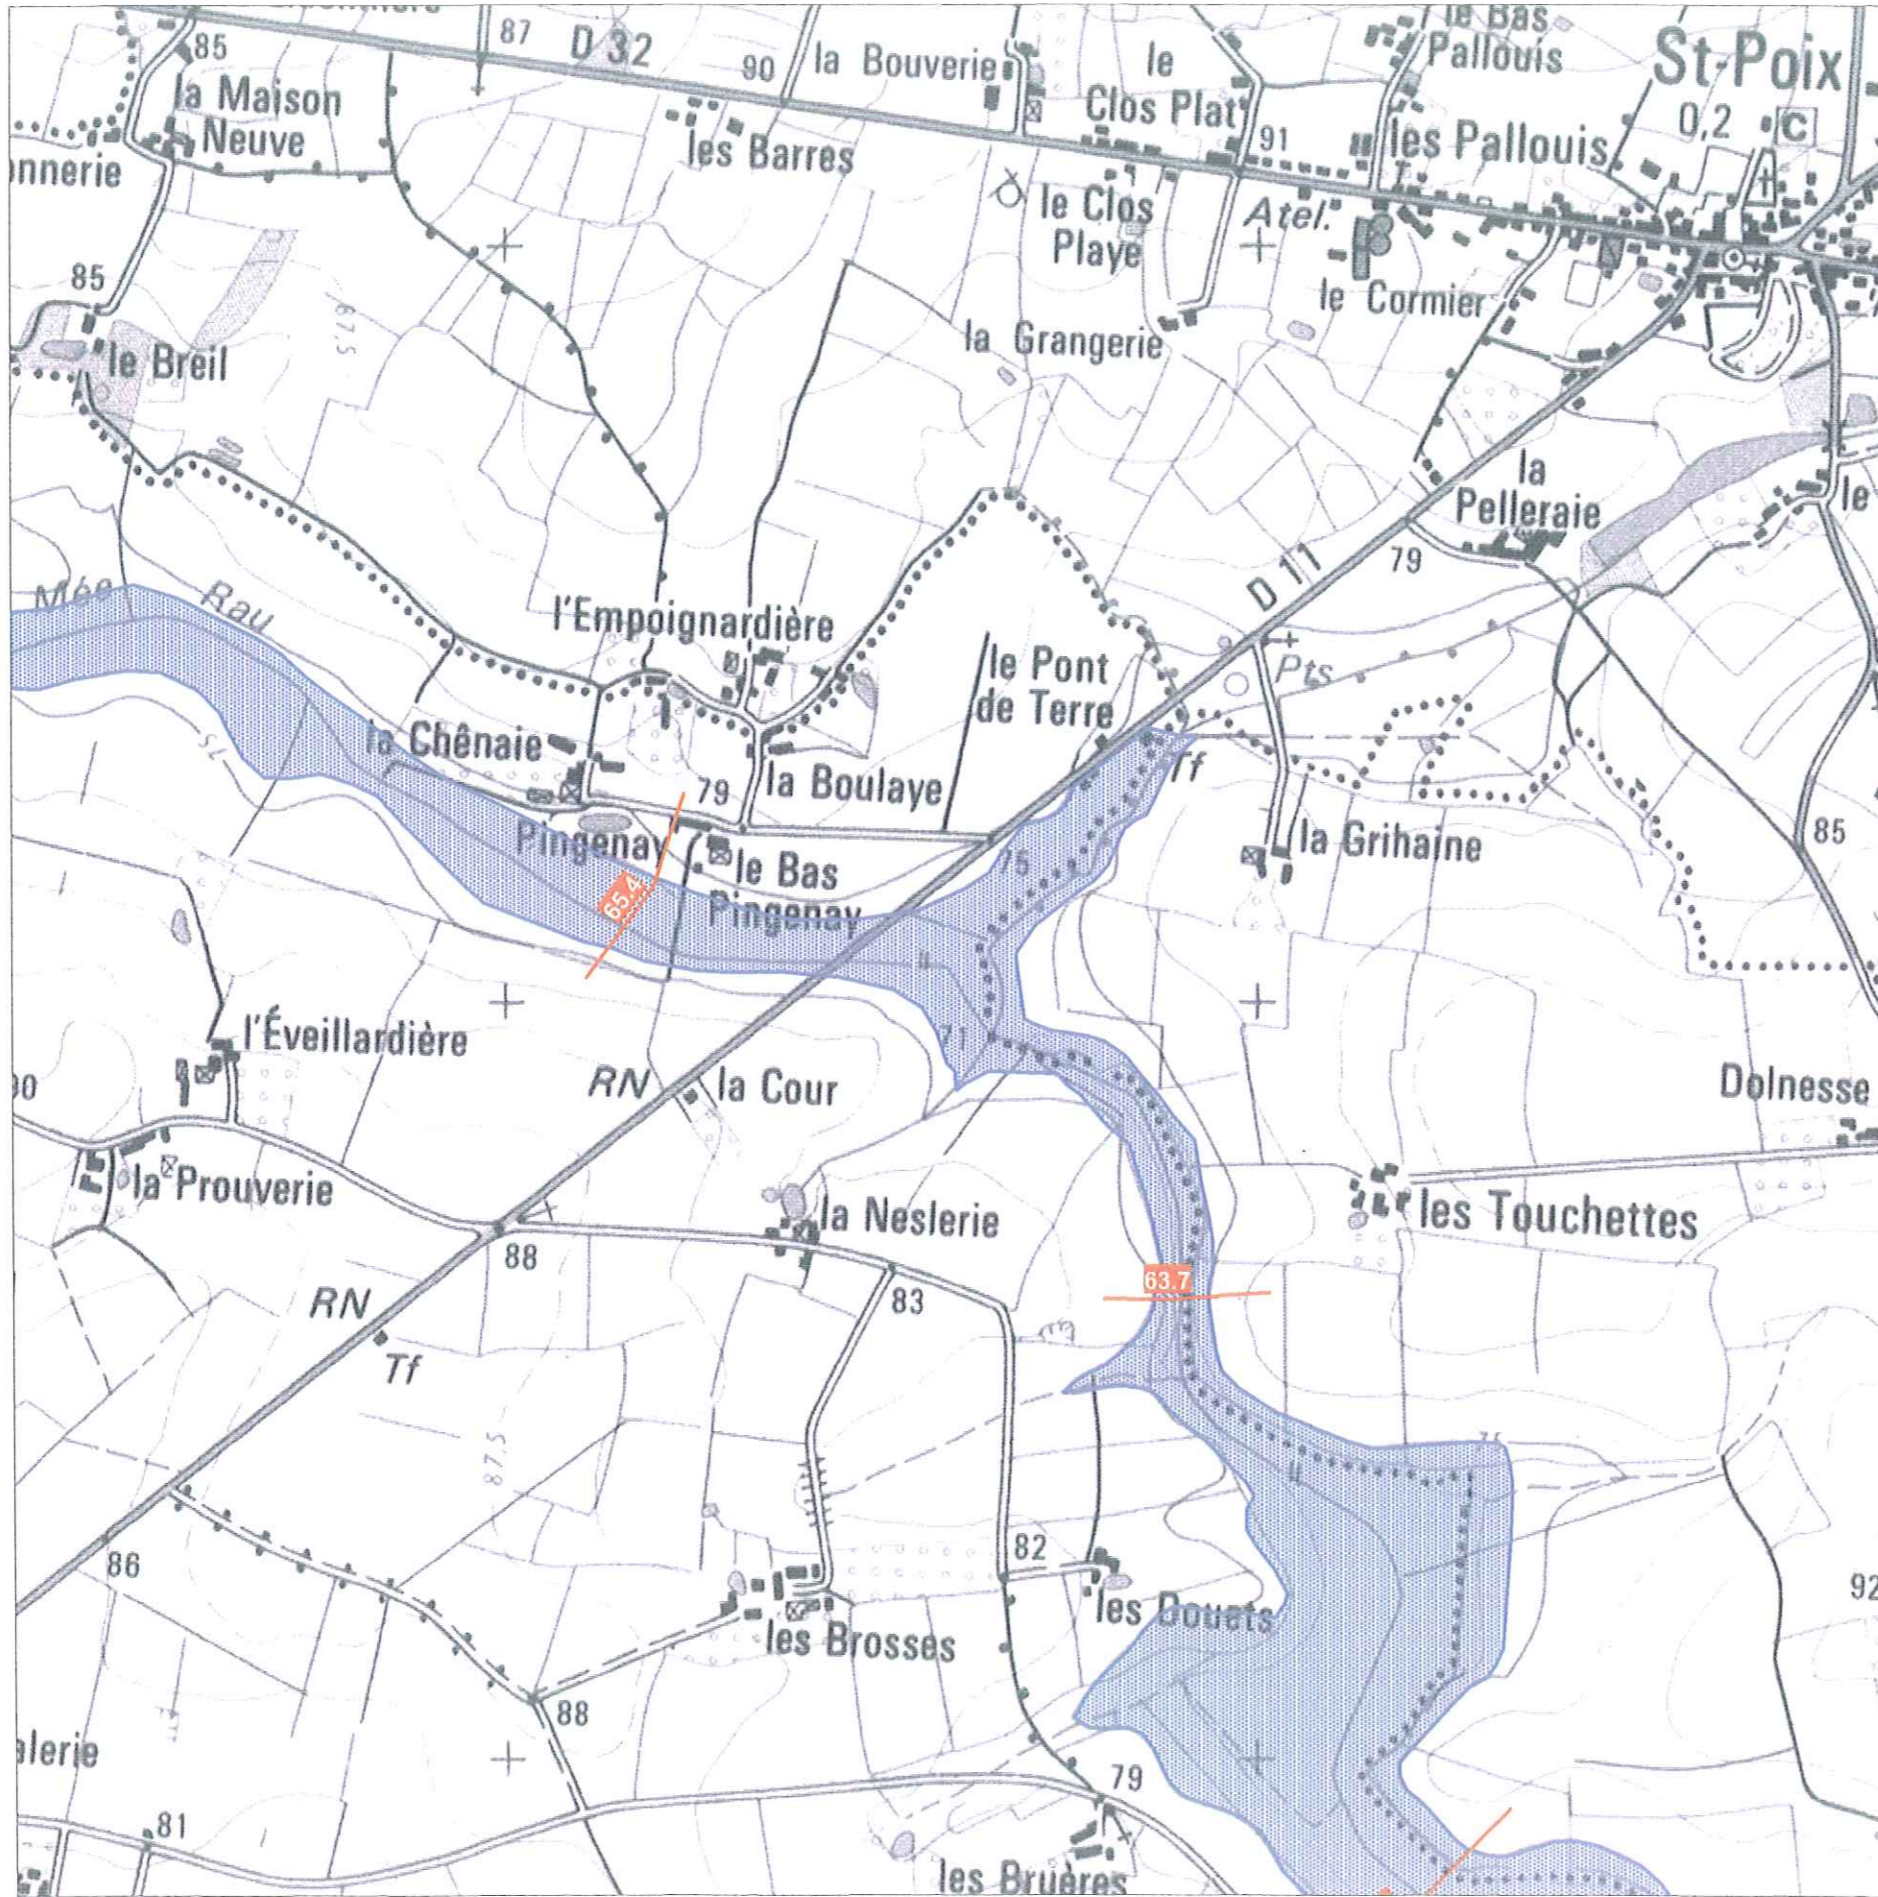 85
87
D 32
90
la Bouverie
le
Clos Plat
le Bas
Pallouis
St-Poix
0,2
C
la Maison
Neuve
les Barres
91
les Pallouis
onnerie
le Clos
Playe
Atel.
85
67.5
la Grangerie
le Cormier
le Breil
la
Pelleraie
le
79
D 11
Rau
l'Empoignardière
le Pont
de Terre
Pts
75
la Chênaie
79
la Boulaye
Tf
Pingenay
le Bas
Pingenay
75
la Grihaine
85
65.4
71
l'Éveillardière
RN
la Cour
Dolnesse
90
la Prouverie
la Neslerie
les Touchettes
88
63.7
83
RN
Tf
87.5
75
86
82
les Brosses
les Douets
92
88
alerie
79
81
les Bruères